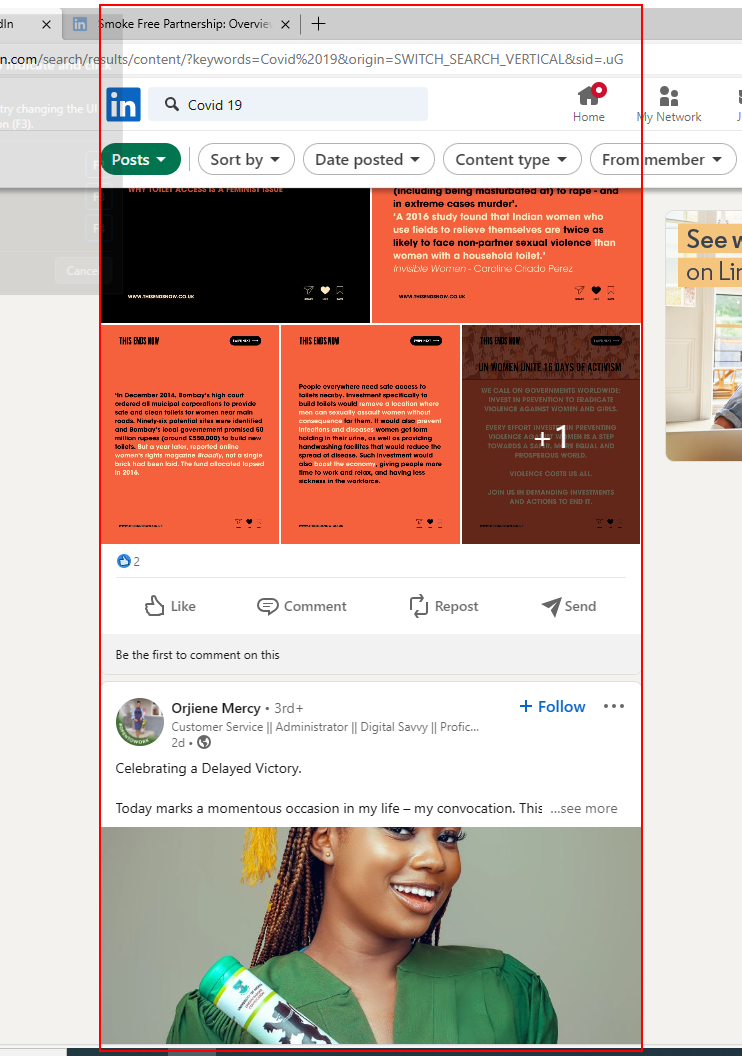 dIn
Smoke Free Partnership: Overvie
n.com/search/results/content/?keywords=Covid%2019&origin=SWITCH_SEARCH_VERTICAL&sid=.uG
try changing the UI
n (F3).
Cance
in
Covid 19
Home
My Network
Posts
Sort by
Date posted
Content type
From member
WHY TOILET ACCESS IS A FEMINIST ISSUE
WWW.THISENDSNOW.CO.UK
(including being masturbated at) to rape - and
in extreme cases murder'.
'A 2016 study found that Indian women who
use fields to relieve themselves are twice as
likely to face non-partner sexual violence than
women with a household toilet.'
Invisible Women - Caroline Criado Perez
WWW.THISENDSNOW.CO.UK
See w
on Lin
THIS ENDS NOW
'In December 2014, Bombay's high court
ordered all muicipal corporations to provide
safe and clean toilets for women near main
roads. Ninety-six potential sites were identified
and Bombay's local governement promised 50
million rupees (around £550,000) to build new
toilets. But a year later, reported online
women's rights magazine Broadly, not a single
brick had been laid. The fund allocated lapsed
in 2016.
THIS ENDS NOW
People everywhere need safe access to
toilets nearby. Investment specifically to
build toilets would remove a location where
men can sexually assault women without
consequence for them. It would also prevent
infections and diseases women get form
holding in their urine, as well as providing
handwashing facilites that would reduce the
spread of disease. Such investment would
also boost the economy, giving people more
time to work and relax, and having less
sickness in the workforce.
THIS ENDS NOW
UN WOMEN UNITE 16 DAYS OF ACTIVISM
WE CALL ON GOVERNMENTS WORLDWIDE:
INVEST IN PREVENTION TO ERADICATE
VIOLENCE AGAINST WOMEN AND GIRLS.
EVERY EFFORT INVESTED IN PREVENTING
VIOLENCE AGAINST WOMEN IS A STEP
TOWARDS A SAFER, MORE EQUAL AND
PROSPEROUS WORLD.
VIOLENCE COSTS US ALL.
JOIN US IN DEMANDING INVESTMENTS
AND ACTIONS TO END IT.
+1
2
Like
Comment
Repost
Send
Be the first to comment on this
Orjiene Mercy • 3rd+
+ Follow
Customer Service || Administrator || Digital Savvy || Profic...
2d •
Celebrating a Delayed Victory.
Today marks a momentous occasion in my life – my convocation. This ...see more